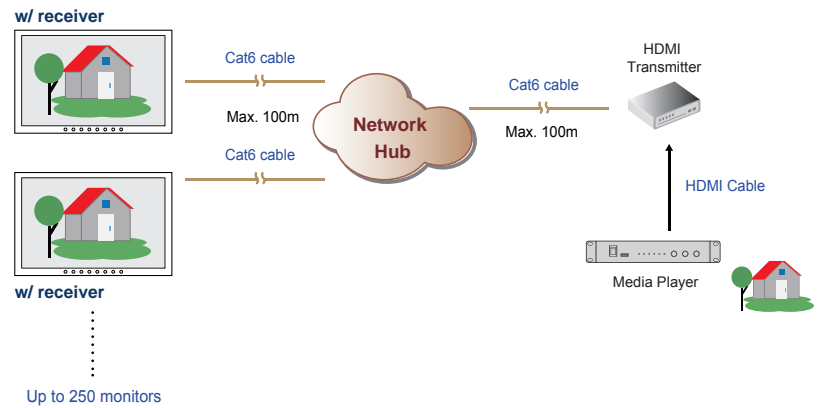 w/ receiver
Cat6 cable
Max. 100m
Cat6 cable
Network
Hub
Cat6 cable
Max. 100m
HDMI
Transmitter
HDMI Cable
Media Player
w/ receiver
Up to 250 monitors